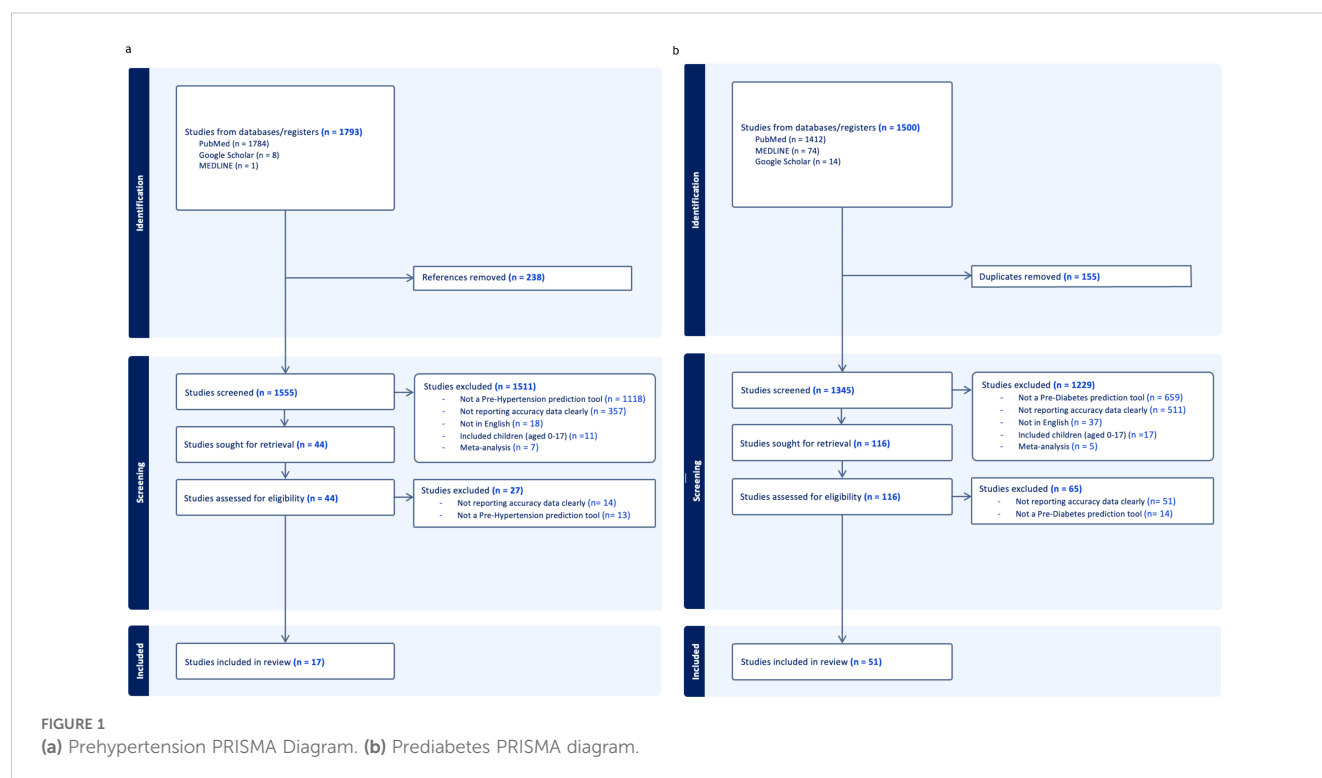 a
Identification
Studies from databases/registers (n = 1793)
PubMed (n = 1784)
Google Scholar (n = 8)
MEDLINE (n = 1)
References removed (n = 238)
Screening
Studies screened (n = 1555)
Studies excluded (n = 1511)
- Not a Pre-Hypertension prediction tool (n = 1118)
- Not reporting accuracy data clearly (n = 357)
- Not in English (n = 18)
- Included children (aged 0-17) (n =11)
- Meta-analysis (n = 7)
Studies sought for retrieval (n = 44)
Studies assessed for eligibility (n = 44)
Studies excluded (n = 27)
- Not reporting accuracy data clearly (n= 14)
- Not a Pre-Hypertension prediction tool (n= 13)
Included
Studies included in review (n = 17)
b
Identification
Studies from databases/registers (n = 1500)
PubMed (n = 1412)
MEDLINE (n = 74)
Google Scholar (n = 14)
Duplicates removed (n = 155)
Screening
Studies screened (n = 1345)
Studies excluded (n = 1229)
- Not a Pre-Diabetes prediction tool (n = 659)
- Not reporting accuracy data clearly (n = 511)
- Not in English (n = 37)
- Included children (aged 0-17) (n =17)
- Meta-analysis (n = 5)
Studies sought for retrieval (n = 116)
Studies assessed for eligibility (n = 116)
Studies excluded (n = 65)
- Not reporting accuracy data clearly (n= 51)
- Not a Pre-Diabetes prediction tool (n= 14)
Included
Studies included in review (n = 51)
FIGURE 1
(a) Prehypertension PRISMA Diagram. (b) Prediabetes PRISMA diagram.